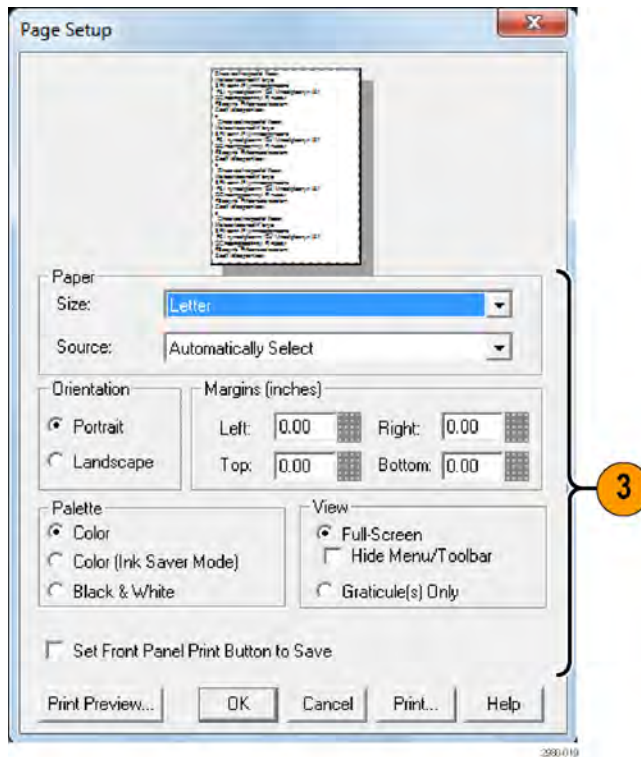 Page Setup
Paper
Size: Letter
Source: Automatically Select
Orientation
Portrait
Landscape
Margins (inches)
Left: 0.00 Right: 0.00
Top: 0.00 Bottom: 0.00
3
Palette
Color
Color (Ink Saver Mode)
Black & White
View
Full-Screen
Hide Menu/Toolbar
Graticule(s) Only
Set Front Panel Print Button to Save
Print Preview... OK Cancel Print... Help